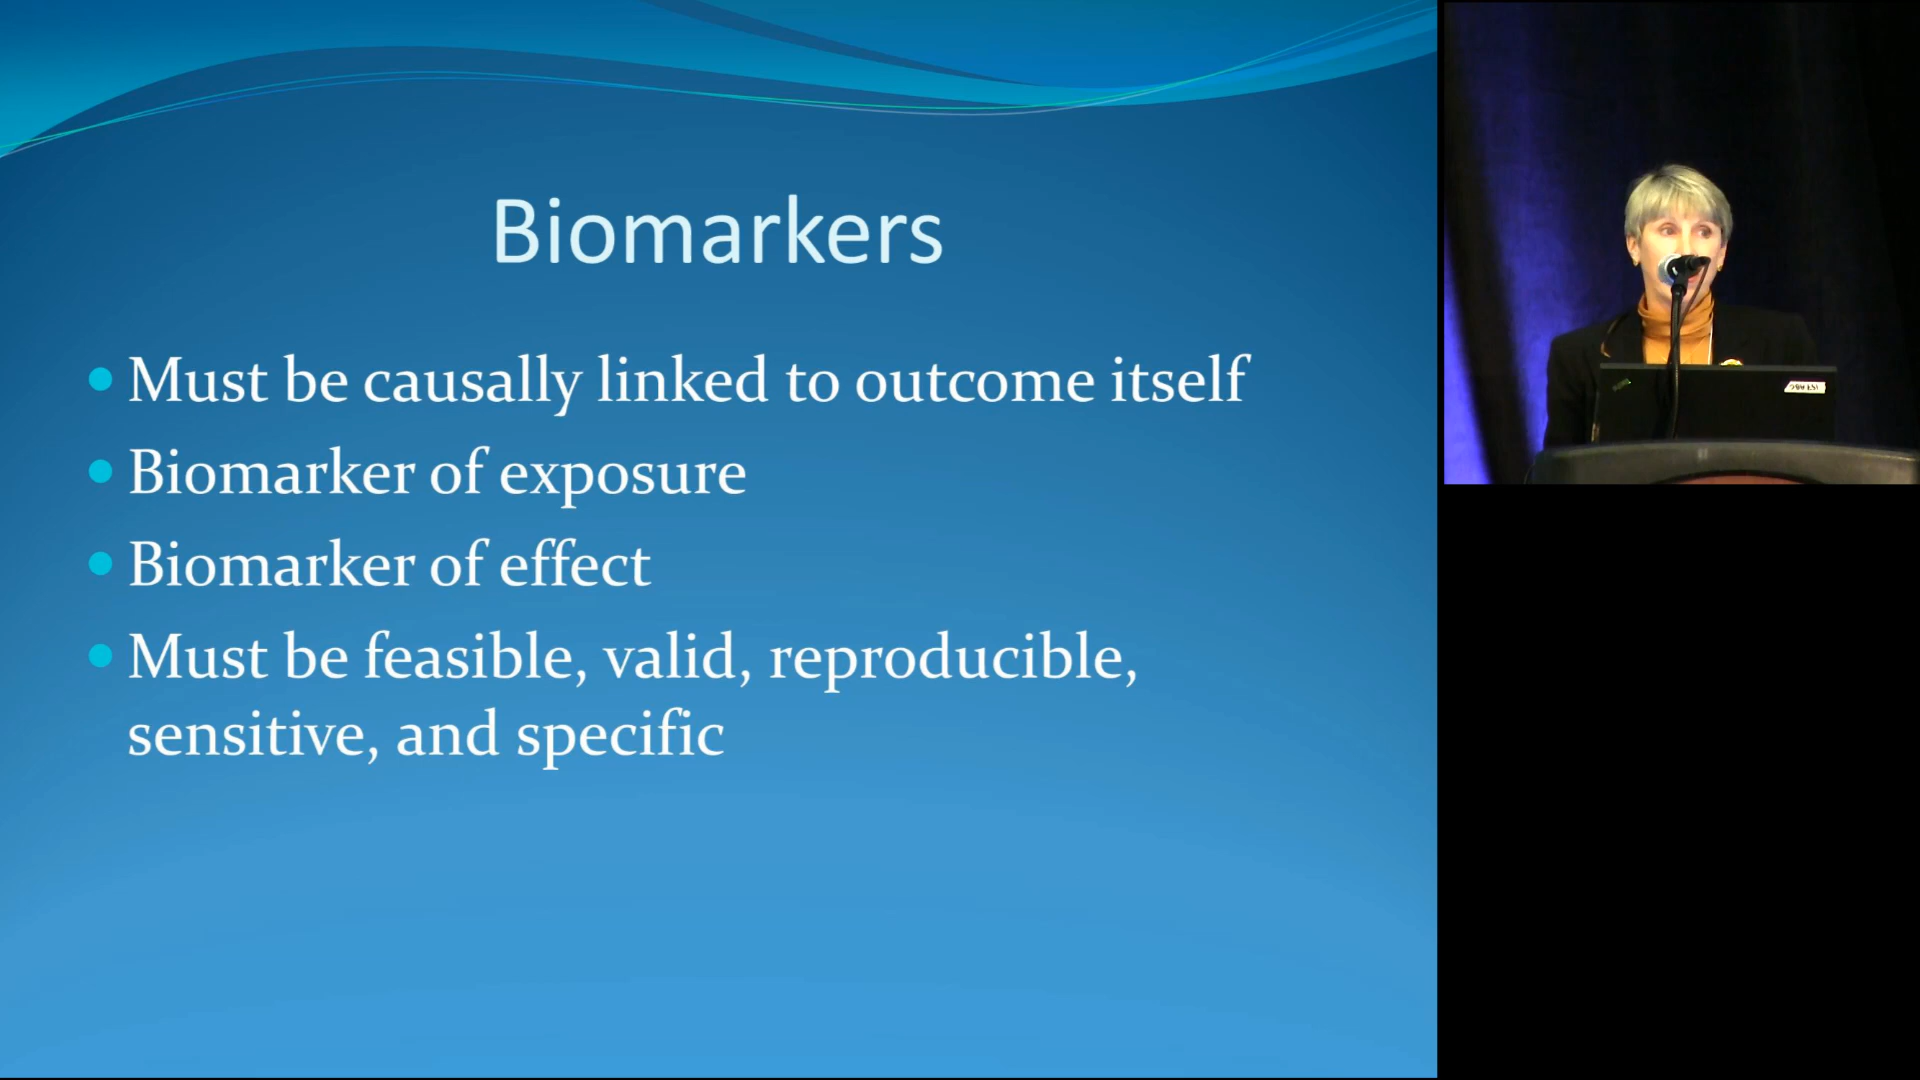 Biomarkers
Must be causally linked to outcome itself
Biomarker of exposure
Biomarker of effect
Must be feasible, valid, reproducible,
sensitive, and specific